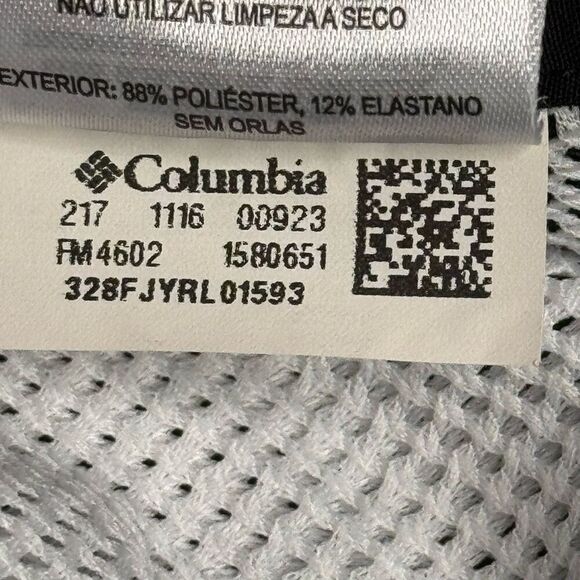 NÃO UTILIZAR LIMPEZA A SECO
EXTERIOR: 88% POLIÉSTER, 12% ELASTANO
SEM ORLAS
Columbia
217 1116 00923
FM4602 1580651
328FJYRL01593